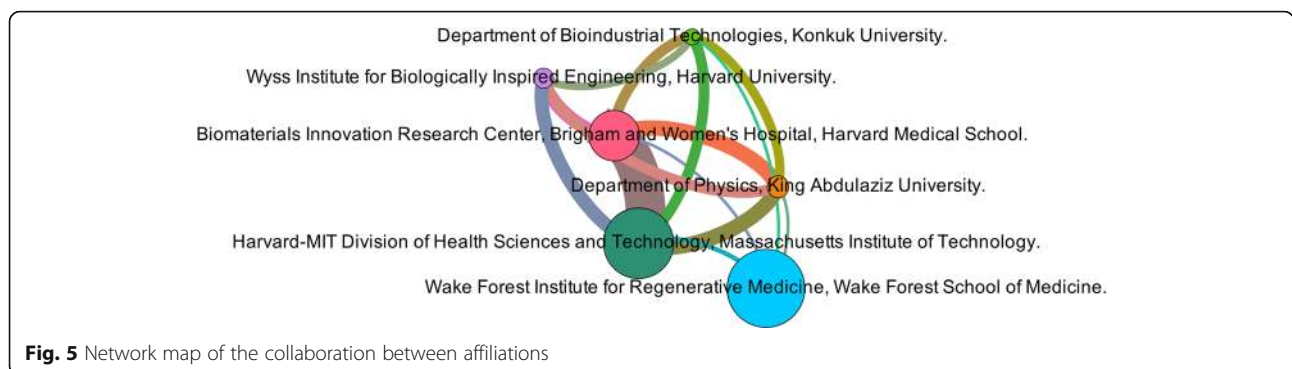 Department of Bioindustrial Technologies, Konkuk University.
Wyss Institute for Biologically Inspired Engineering, Harvard University.
Biomaterials Innovation Research Center, Brigham and Women's Hospital, Harvard Medical School.
Department of Physics, King Abdulaziz University.
Harvard-MIT Division of Health Sciences and Technology, Massachusetts Institute of Technology.
Wake Forest Institute for Regenerative Medicine, Wake Forest School of Medicine.
Fig. 5 Network map of the collaboration between affiliations